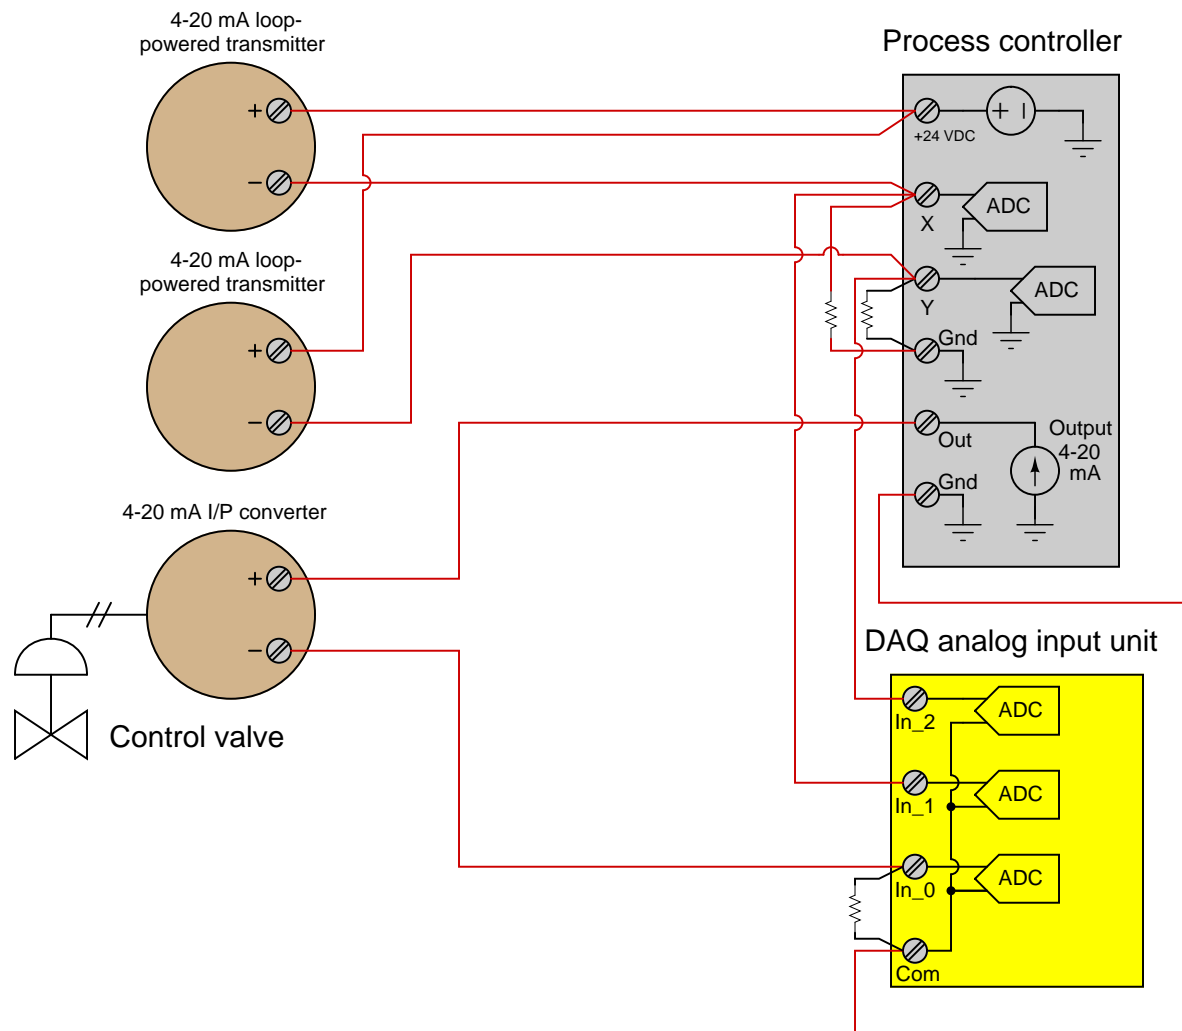 4-20 mA loop-
powered transmitter
+
−
4-20 mA loop-
powered transmitter
+
−
4-20 mA I/P converter
+
−
Control valve
Process controller
+24 VDC
+ −
X
ADC
Y
ADC
Gnd
Out
Output
4-20
mA
Gnd
DAQ analog input unit
In_2
ADC
In_1
ADC
In_0
ADC
Com